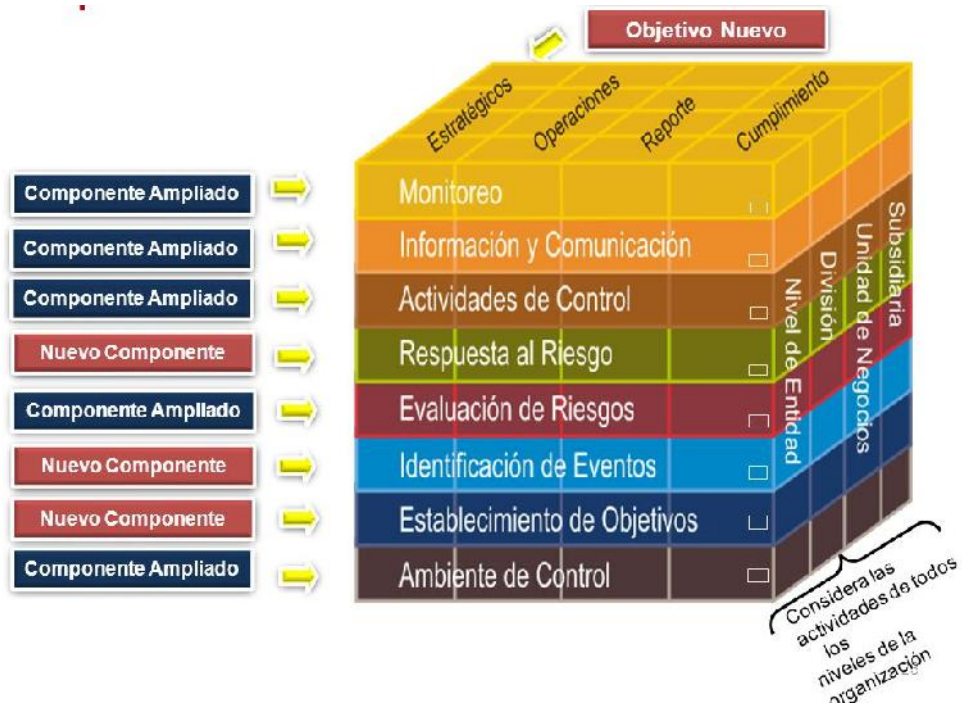 Objetivo Nuevo
Estratégicos
Operaciones
Reporte
Cumplimiento
Componente Ampliado
Monitoreo
Componente Ampliado
Información y Comunicación
Componente Ampliado
Actividades de Control
Nuevo Componente
Respuesta al Riesgo
Componente Ampliado
Evaluación de Riesgos
Nuevo Componente
Identificación de Eventos
Nuevo Componente
Establecimiento de Objetivos
Componente Ampliado
Ambiente de Control
Nivel de Entidad
División
Unidad de Negocios
Subsidiaria
Considera las
actividades de todos
los
niveles de la
organización